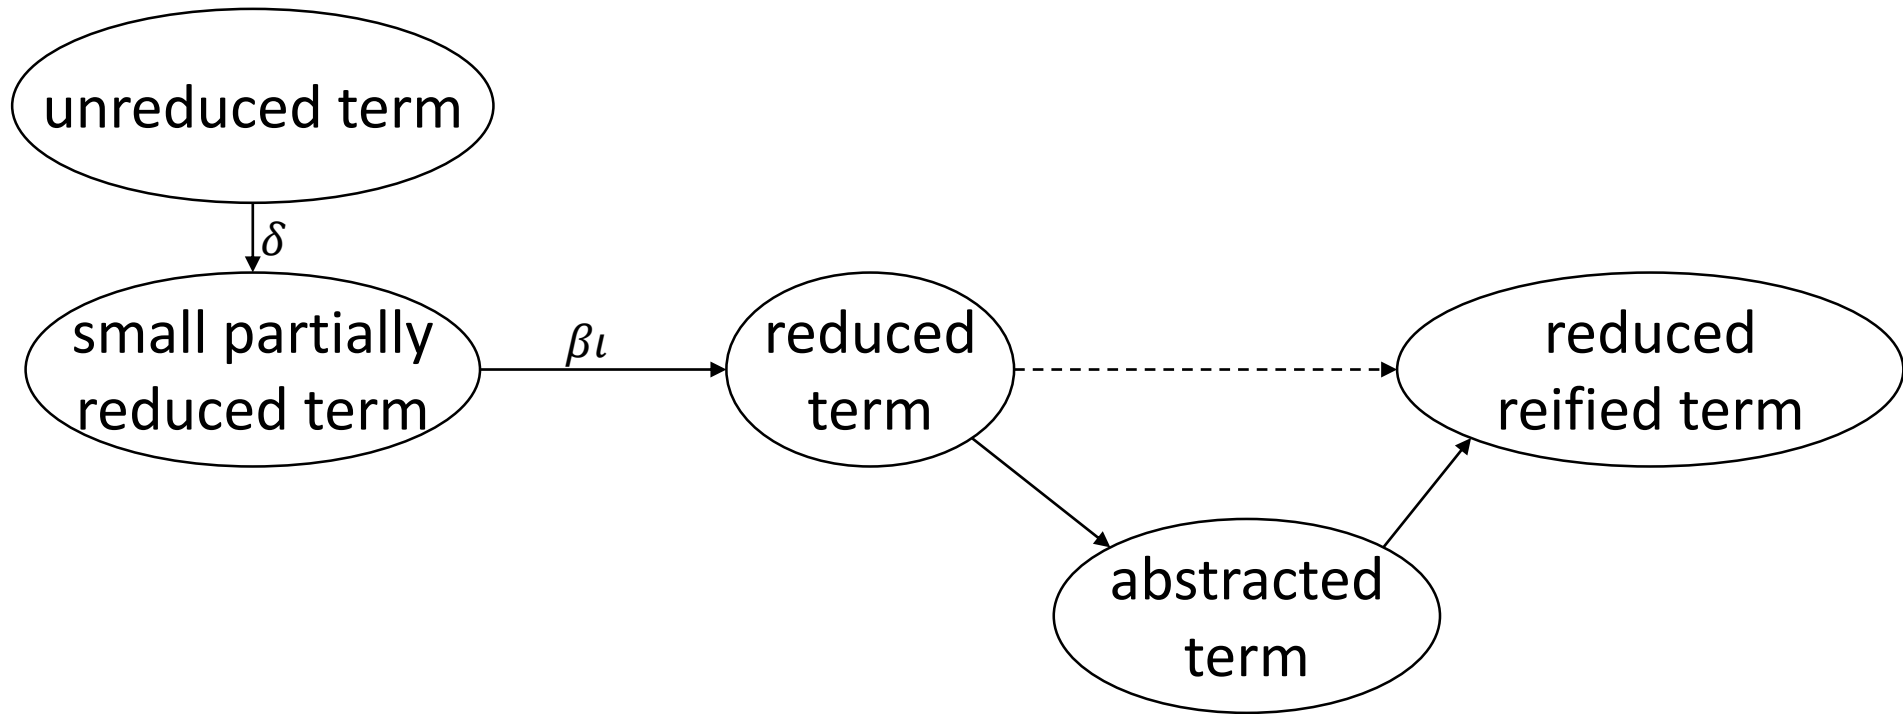 unreduced term
δ
small partially
reduced term
βι
reduced
term
reduced
reified term
abstracted
term